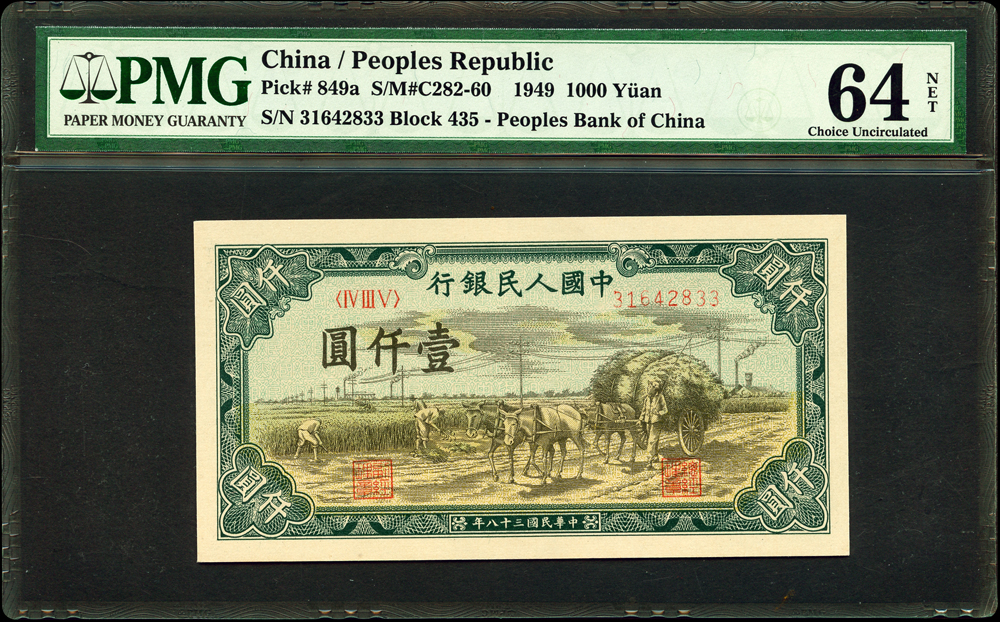 PMG
PAPER MONEY GUARANTY
China / Peoples Republic
Pick# 849a S/M#C282-60 1949 1000 Yüan
S/N 31642833 Block 435 - Peoples Bank of China
64
NET
Choice Uncirculated
仟圓
仟圓
中國人民銀行
〈ⅣⅢⅤ〉
31642833
壹仟圓
仟圓
仟圓
中華民國三十八年